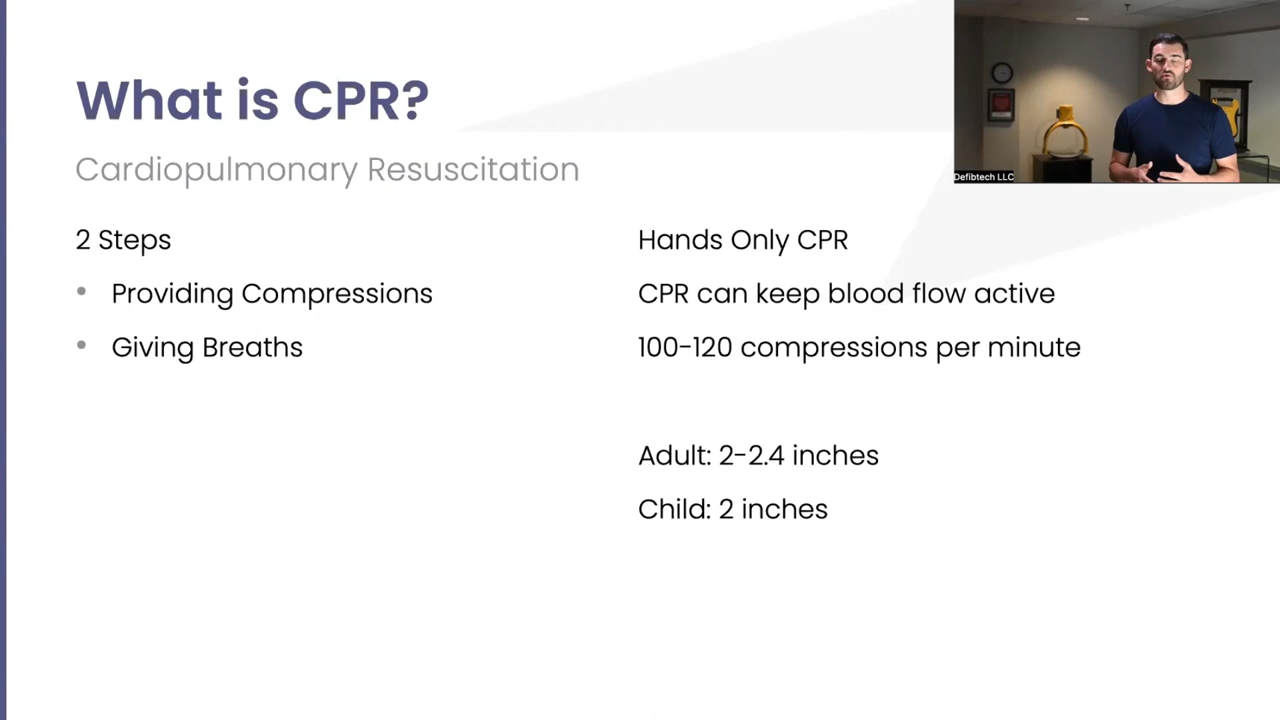 What is CPR?
Cardiopulmonary Resuscitation
2 Steps
• Providing Compressions
• Giving Breaths
Hands Only CPR
CPR can keep blood flow active
100-120 compressions per minute
Adult: 2-2.4 inches
Child: 2 inches
Defibtech LLC